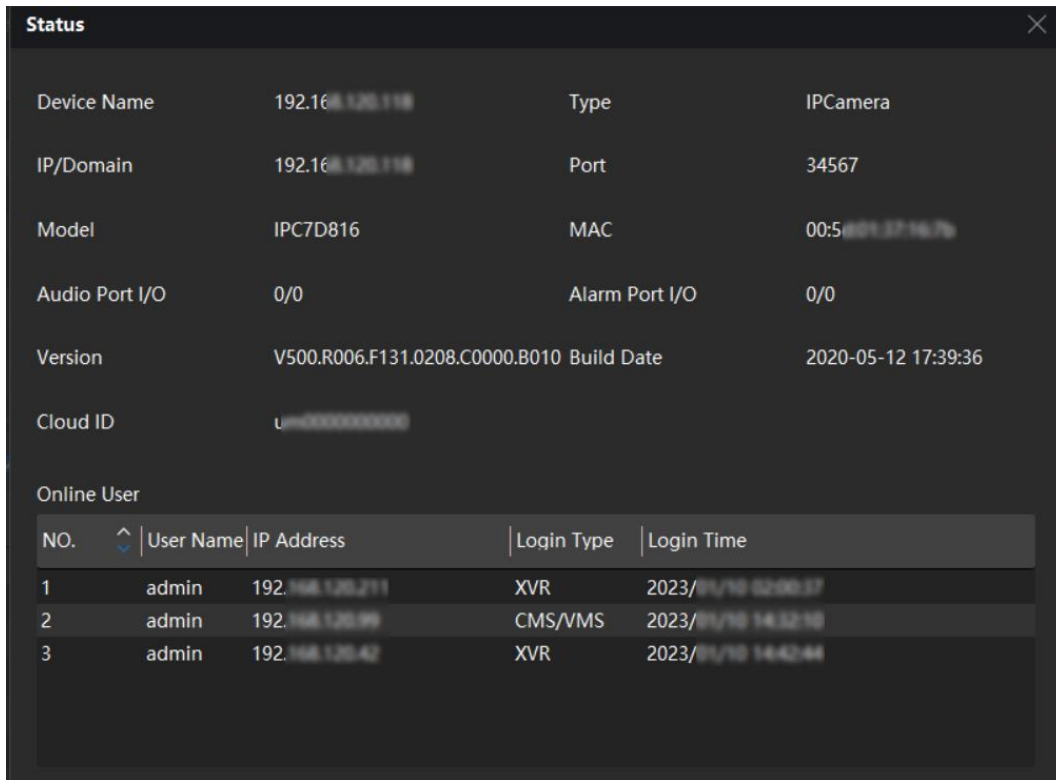 Status
Device Name 192.16 Type IPCamera
IP/Domain 192.16 Port 34567
Model IPC7D816 MAC 00:5
Audio Port I/O 0/0 Alarm Port I/O 0/0
Version V500.R006.F131.0208.C0000.B010 Build Date 2020-05-12 17:39:36
Cloud ID u
Online User
NO. User Name IP Address Login Type Login Time
1 admin 192. XVR 2023/
2 admin 192. CMS/VMS 2023/
3 admin 192. XVR 2023/